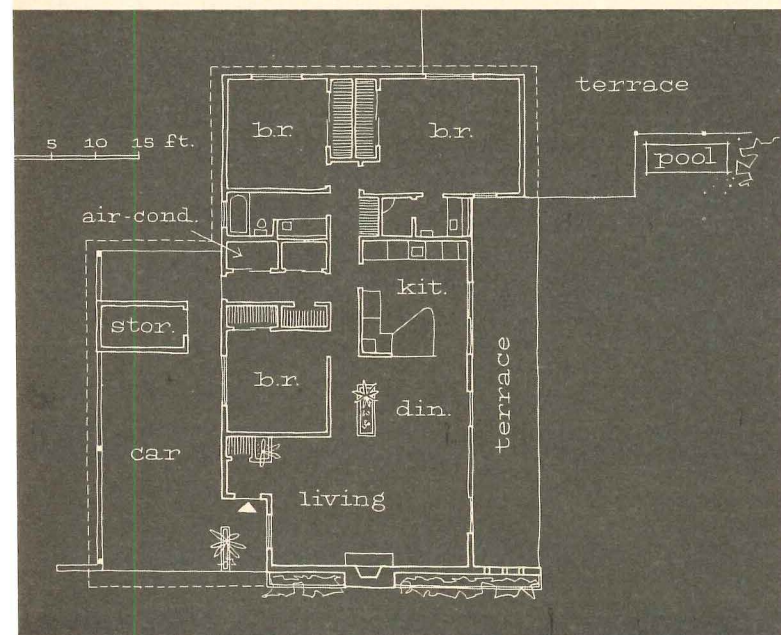 terrace
b.r.
b.r.
5 10 15 ft.
pool
air-cond.
kit.
stor.
b.r.
din.
terrace
car
living